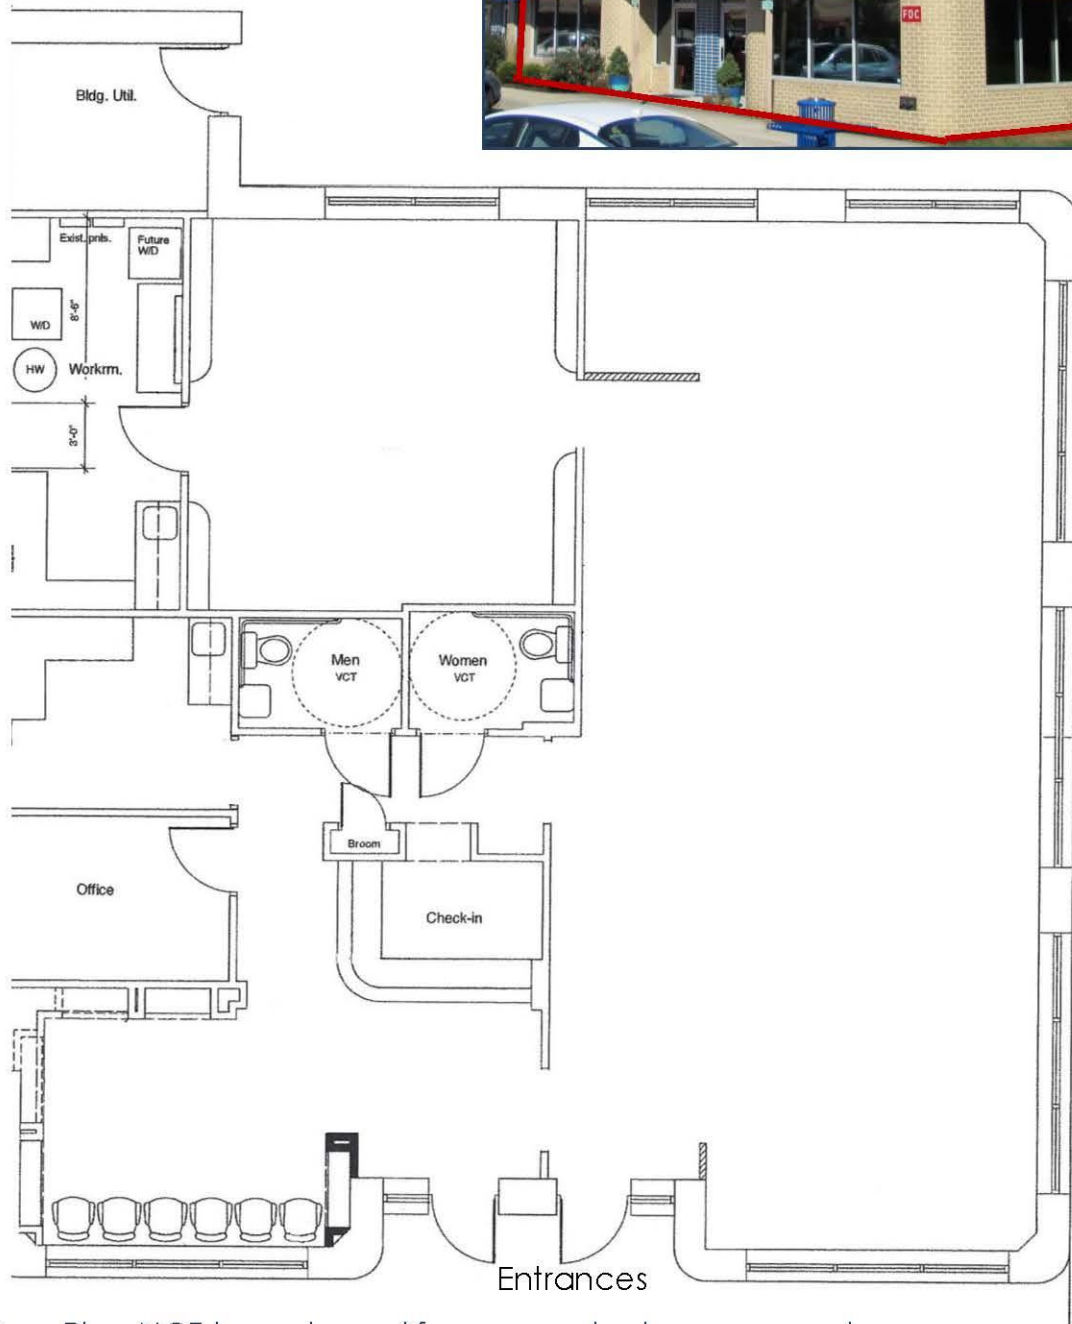 FDC
Bldg. Util.
Exist. pnls.
Future
W/D
8'-6"
W/D
HW
Workrm.
3'-0"
Men
VCT
Women
VCT
Broom
Office
Check-in
Entrances